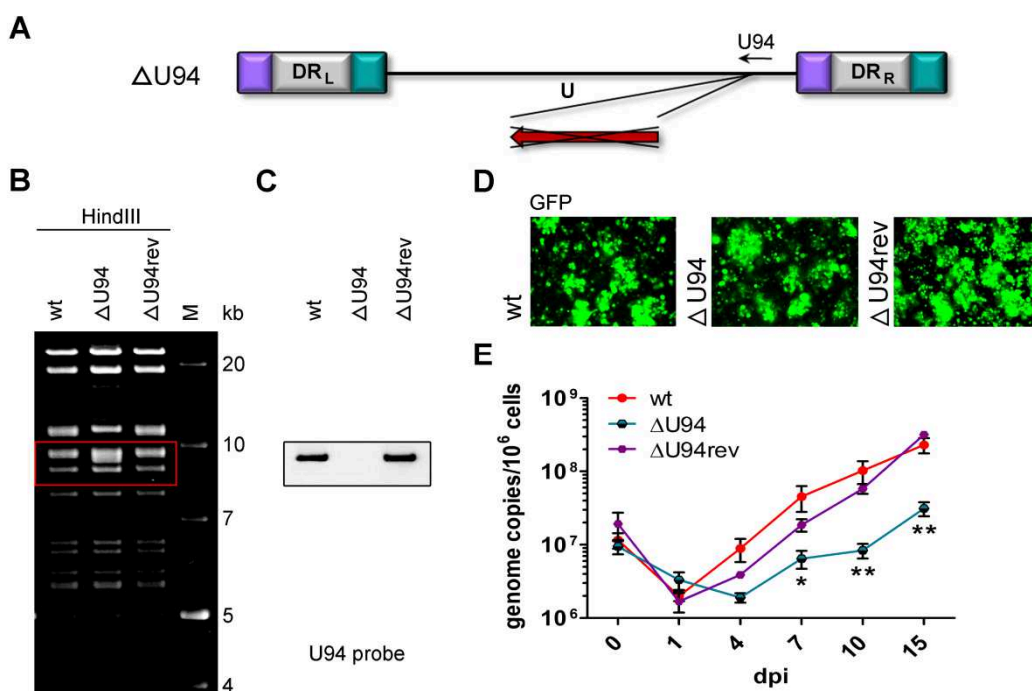 A
ΔU94
DR L
U
U94
DR R
B
HindIII
wt
ΔU94
ΔU94rev
M
kb
20
10
7
5
4
C
wt
ΔU94
ΔU94rev
U94 probe
D
GFP
wt
ΔU94
ΔU94rev
E
genome copies/10⁶ cells
10⁹
10⁸
10⁷
10⁶
wt
ΔU94
ΔU94rev
*
**
**
0
1
4
7
10
15
dpi